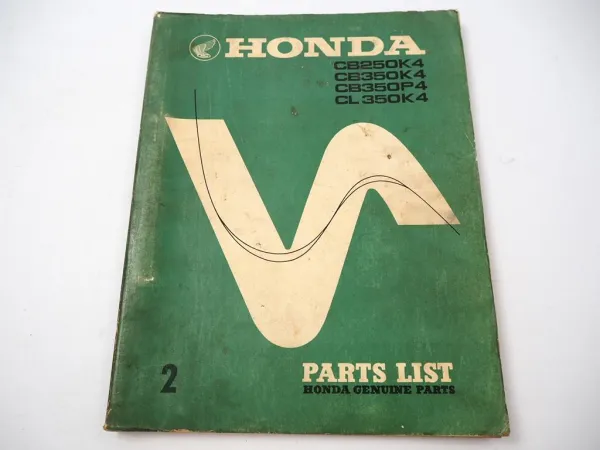 HONDA
CB250K4
CB350K4
CB350P4
CL350K4
2
PARTS LIST
HONDA GENUINE PARTS